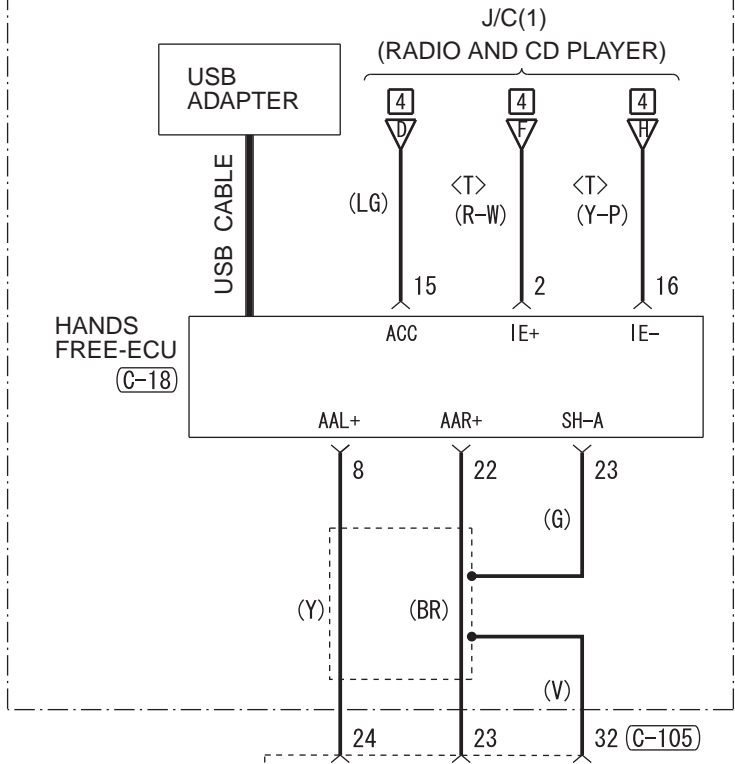 J/C(1)
(RADIO AND CD PLAYER)
USB
ADAPTER
4 4 4
D F H
USB CABLE
(LG)
<T>
(R-W)
<T>
(Y-P)
15 2 16
HANDS
FREE-ECU
(C-18)
ACC IE+ IE-
AAL+ AAR+ SH-A
8 22 23
(G)
(Y) (BR)
(V)
24 23 32 (C-105)